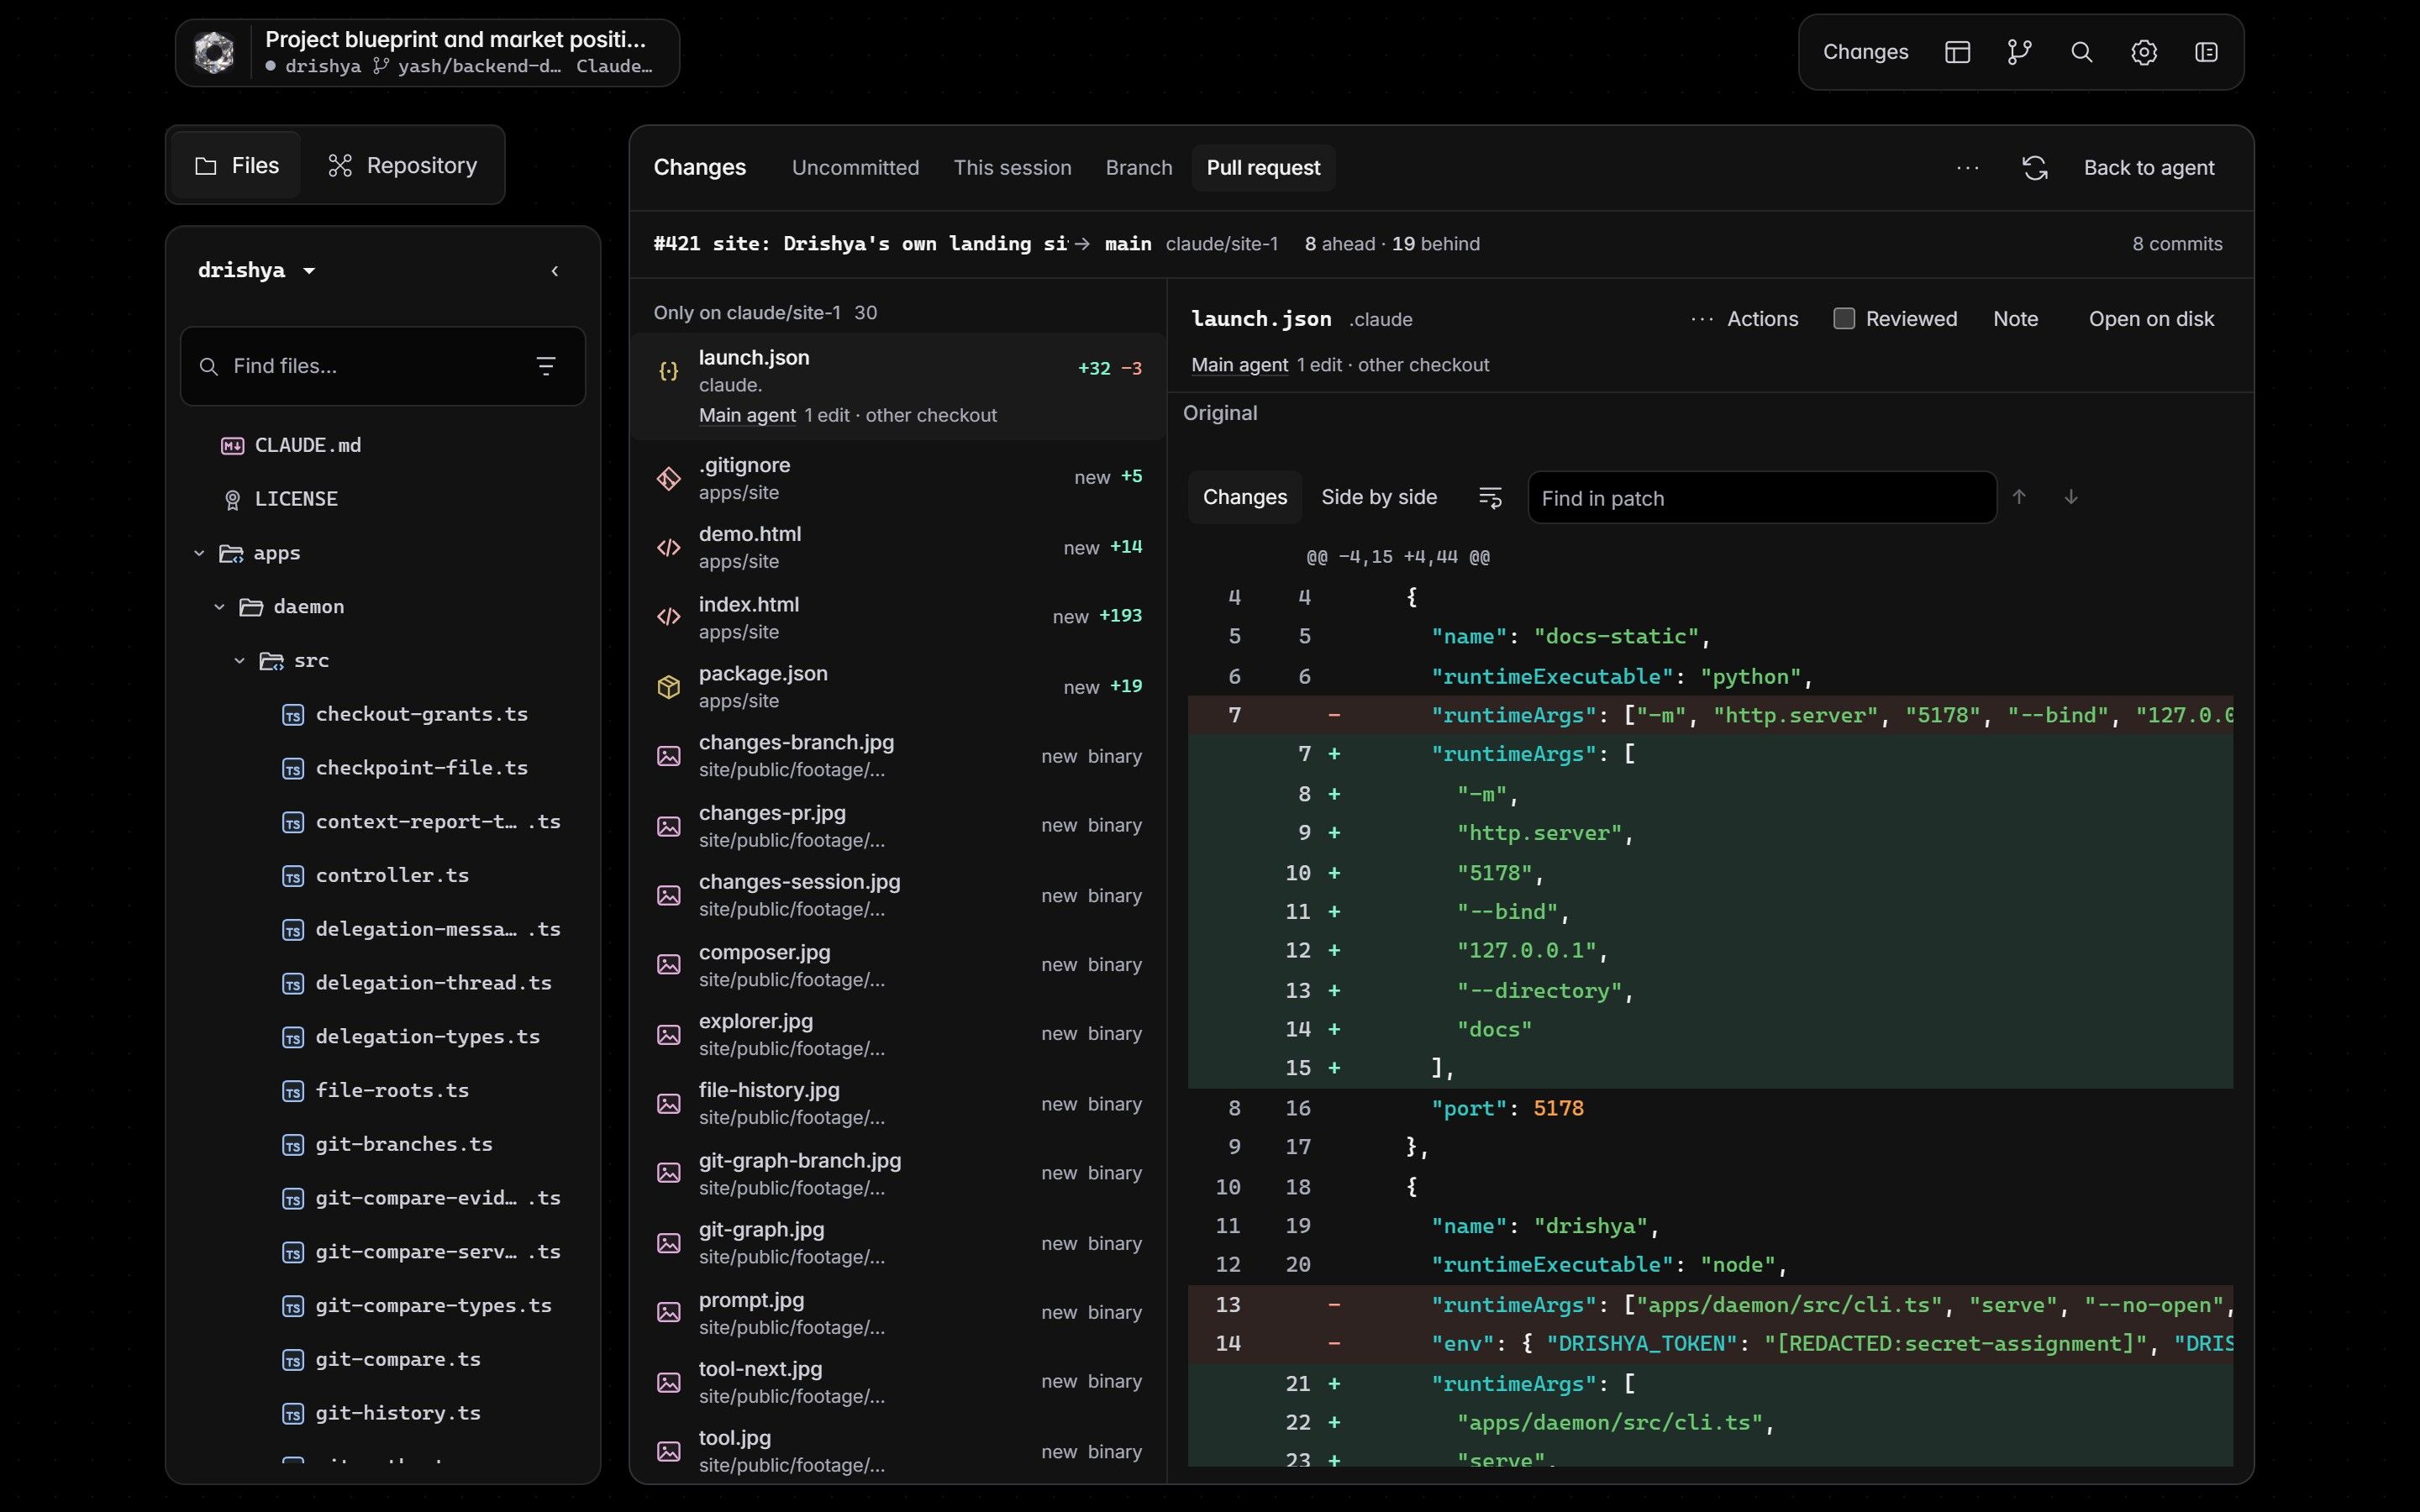 Project blueprint and market positi...
drishya yash/backend-d... Claude...
Changes
Files
Repository
drishya
Find files...
CLAUDE.md
LICENSE
apps
daemon
src
checkout-grants.ts
checkpoint-file.ts
context-report-t… .ts
controller.ts
delegation-messa… .ts
delegation-thread.ts
delegation-types.ts
file-roots.ts
git-branches.ts
git-compare-evid… .ts
git-compare-serv… .ts
git-compare-types.ts
git-compare.ts
git-history.ts
Changes Uncommitted This session Branch Pull request ... Back to agent
#421 site: Drishya's own landing si → main claude/site-1 8 ahead · 19 behind 8 commits
Only on claude/site-1 30
launch.json +32 −3
claude.
Main agent 1 edit · other checkout
.gitignore new +5
apps/site
demo.html new +14
apps/site
index.html new +193
apps/site
package.json new +19
apps/site
changes-branch.jpg new binary
site/public/footage/...
changes-pr.jpg new binary
site/public/footage/...
changes-session.jpg new binary
site/public/footage/...
composer.jpg new binary
site/public/footage/...
explorer.jpg new binary
site/public/footage/...
file-history.jpg new binary
site/public/footage/...
git-graph-branch.jpg new binary
site/public/footage/...
git-graph.jpg new binary
site/public/footage/...
prompt.jpg new binary
site/public/footage/...
tool-next.jpg new binary
site/public/footage/...
tool.jpg new binary
site/public/footage/...
launch.json .claude ... Actions Reviewed Note Open on disk
Main agent 1 edit · other checkout
Original
Changes Side by side Find in patch ↑ ↓
@@ −4,15 +4,44 @@
4 4 {
5 5 "name": "docs-static",
6 6 "runtimeExecutable": "python",
7 − "runtimeArgs": ["-m", "http.server", "5178", "--bind", "127.0.0
7 + "runtimeArgs": [
8 + "-m",
9 + "http.server",
10 + "5178",
11 + "--bind",
12 + "127.0.0.1",
13 + "--directory",
14 + "docs"
15 + ],
8 16 "port": 5178
9 17 },
10 18 {
11 19 "name": "drishya",
12 20 "runtimeExecutable": "node",
13 − "runtimeArgs": ["apps/daemon/src/cli.ts", "serve", "--no-open",
14 − "env": { "DRISHYA_TOKEN": "[REDACTED:secret-assignment]", "DRIS
21 + "runtimeArgs": [
22 + "apps/daemon/src/cli.ts",
23 + "serve",